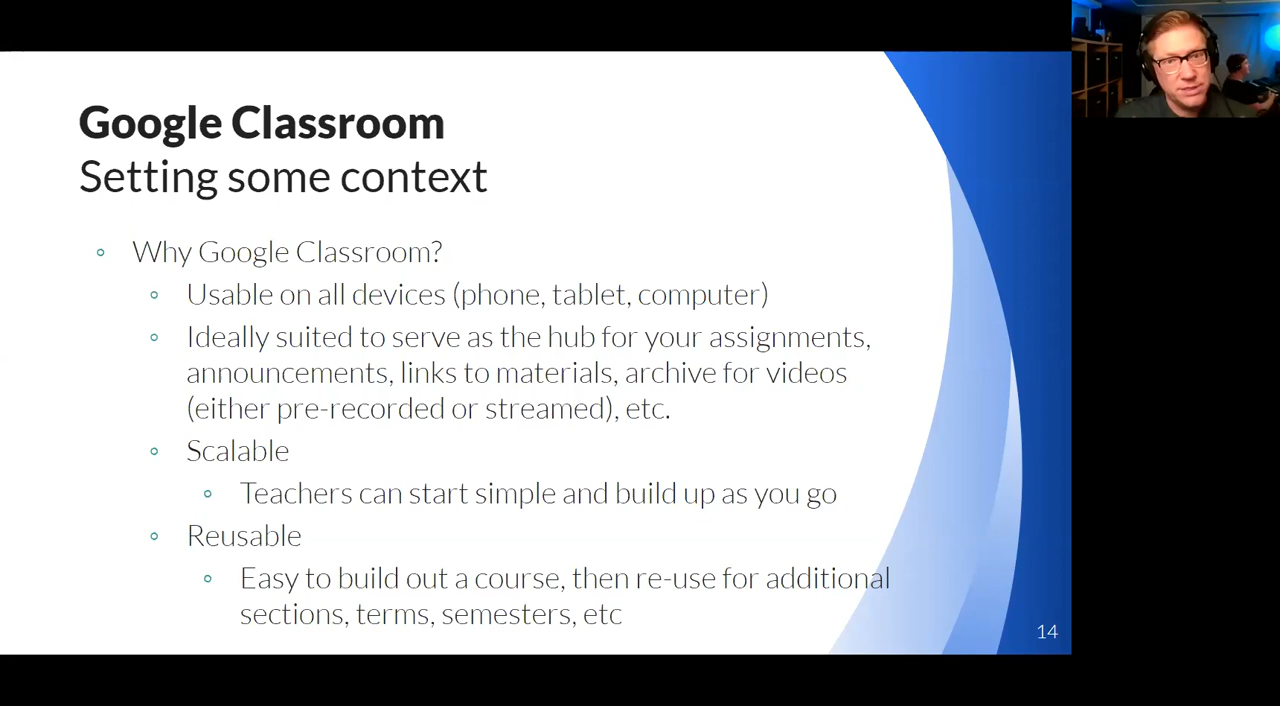 Google Classroom
Setting some context
Why Google Classroom?
Usable on all devices (phone, tablet, computer)
Ideally suited to serve as the hub for your assignments,
announcements, links to materials, archive for videos
(either pre-recorded or streamed), etc.
Scalable
Teachers can start simple and build up as you go
Reusable
Easy to build out a course, then re-use for additional
sections, terms, semesters, etc
14